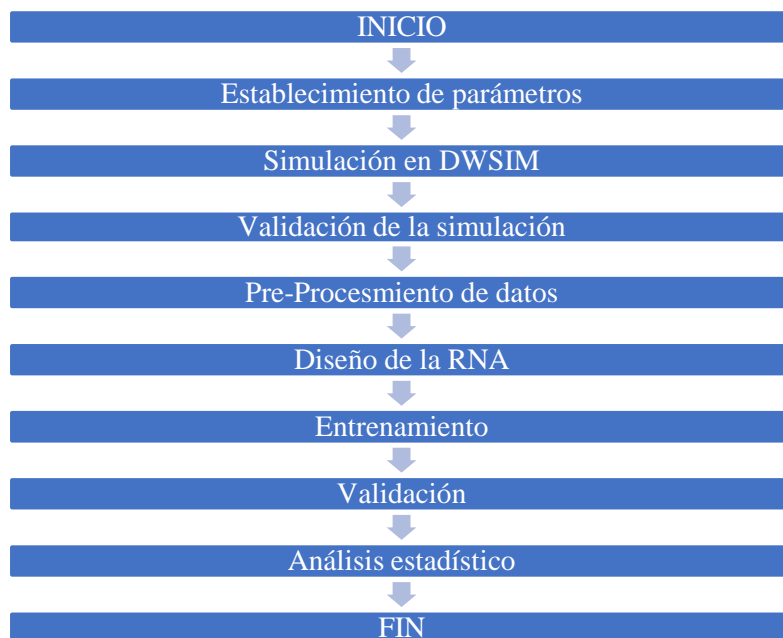 INICIO
Establecimiento de parámetros
Simulación en DWSIM
Validación de la simulación
Pre-Procesmiento de datos
Diseño de la RNA
Entrenamiento
Validación
Análisis estadístico
FIN